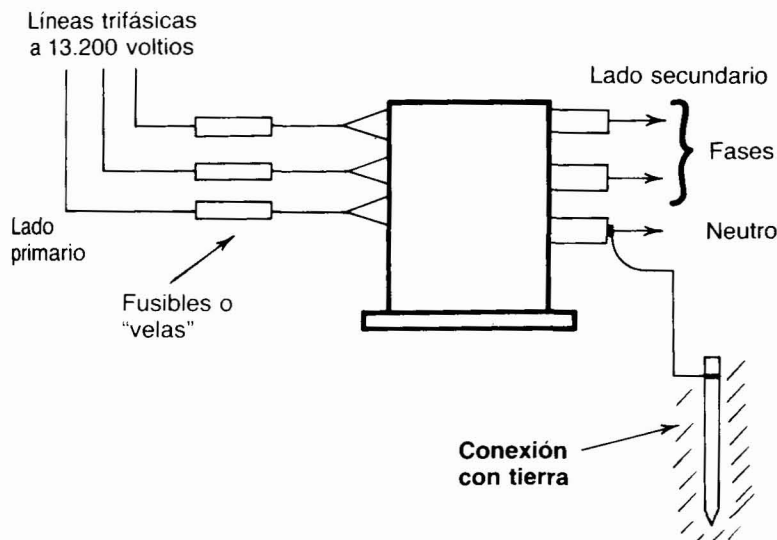 Líneas trifásicas
a 13.200 voltios
Lado secundario
Fases
Neutro
Lado
primario
Fusibles o
“velas”
Conexión
con tierra